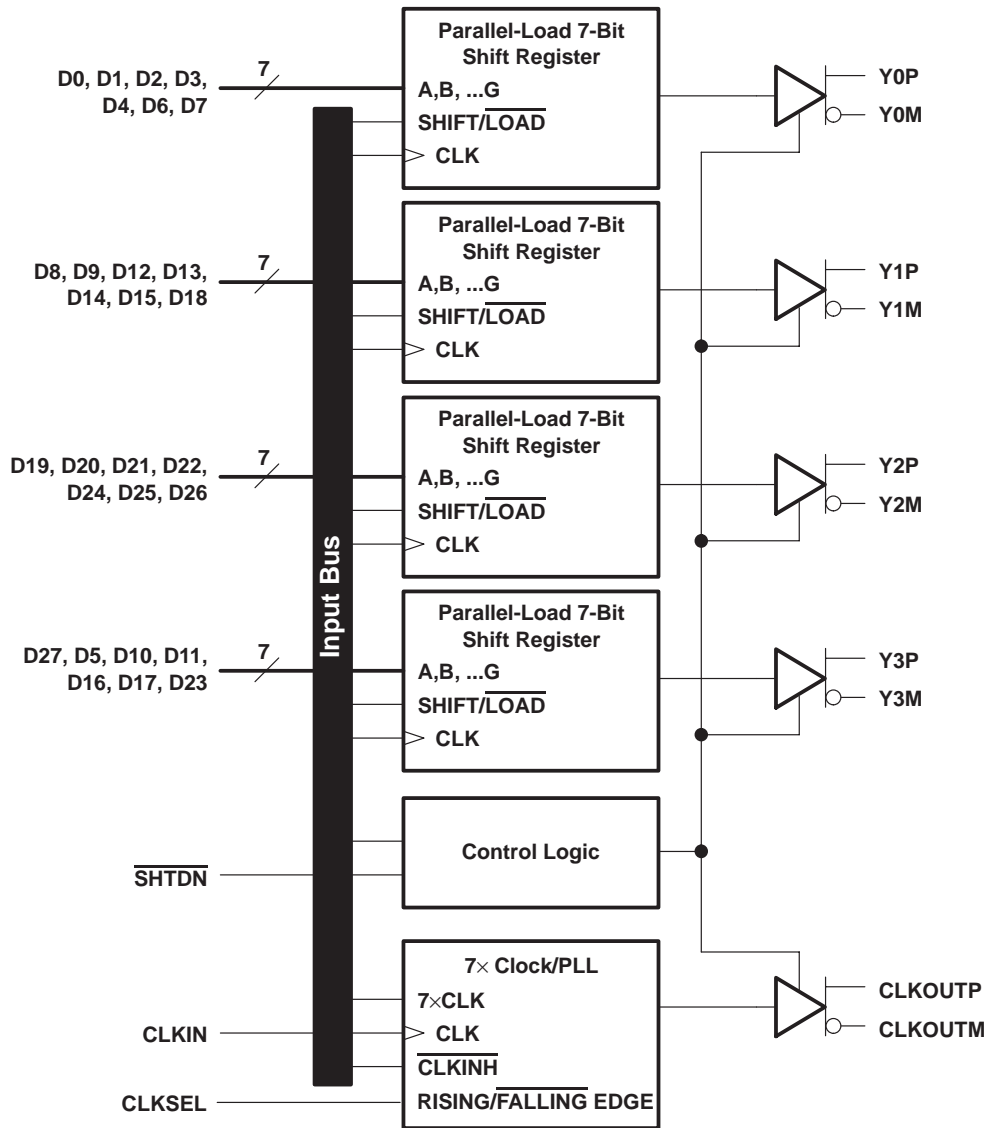 Parallel-Load 7-Bit
Shift Register
D0, D1, D2, D3,
D4, D6, D7
7
A,B, ...G
SHIFT/LOAD
CLK
Y0P
Y0M
Parallel-Load 7-Bit
Shift Register
D8, D9, D12, D13,
D14, D15, D18
7
A,B, ...G
SHIFT/LOAD
CLK
Y1P
Y1M
Parallel-Load 7-Bit
Shift Register
D19, D20, D21, D22,
D24, D25, D26
7
A,B, ...G
SHIFT/LOAD
CLK
Y2P
Y2M
Input Bus
Parallel-Load 7-Bit
Shift Register
D27, D5, D10, D11,
D16, D17, D23
7
A,B, ...G
SHIFT/LOAD
CLK
Y3P
Y3M
Control Logic
SHTDN
7× Clock/PLL
7×CLK
CLKIN
CLK
CLKINH
CLKSEL
RISING/FALLING EDGE
CLKOUTP
CLKOUTM